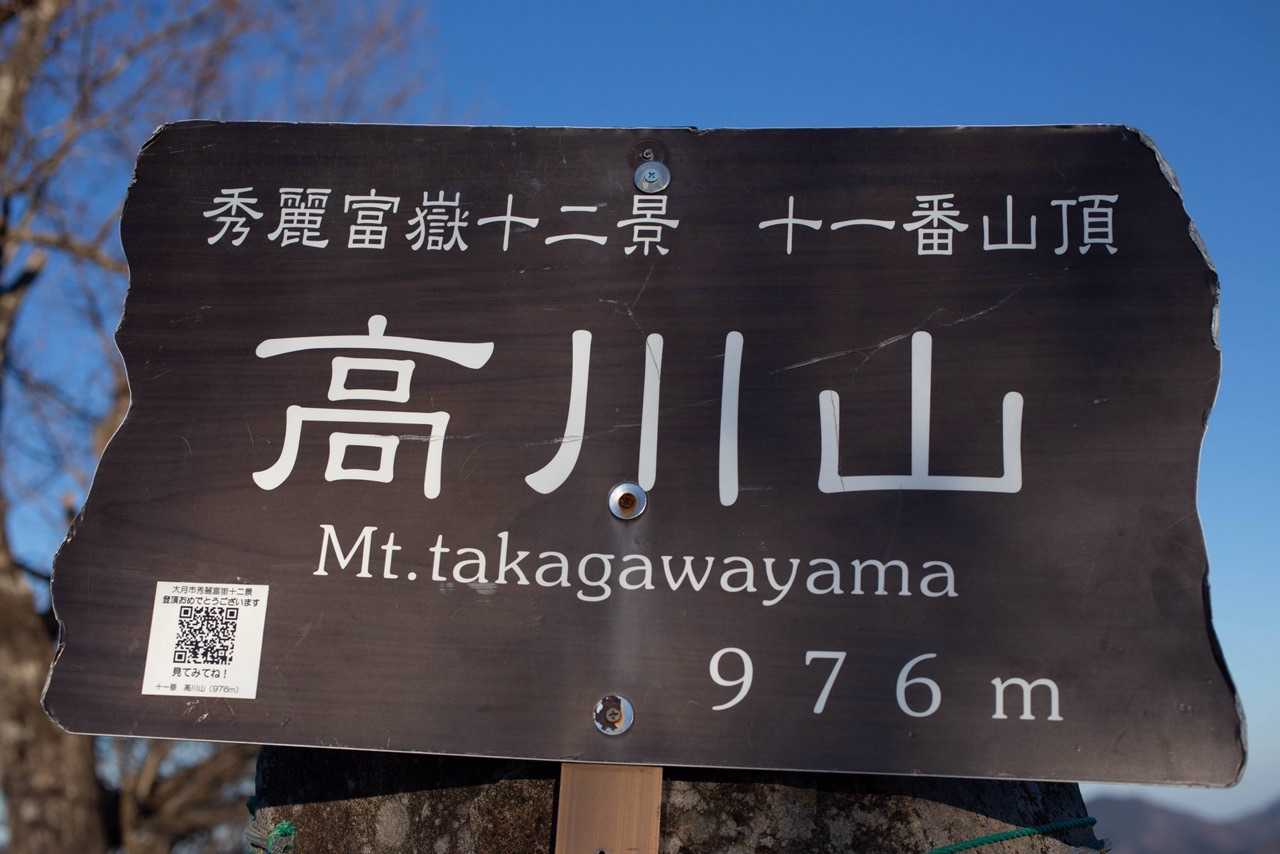 秀麗富嶽十二景　十一番山頂
高川山
Mt.takagawayama
976m
大月市秀麗富嶽十二景
登頂おめでとうございます
見てみてね！
十一番　高川山（976m）